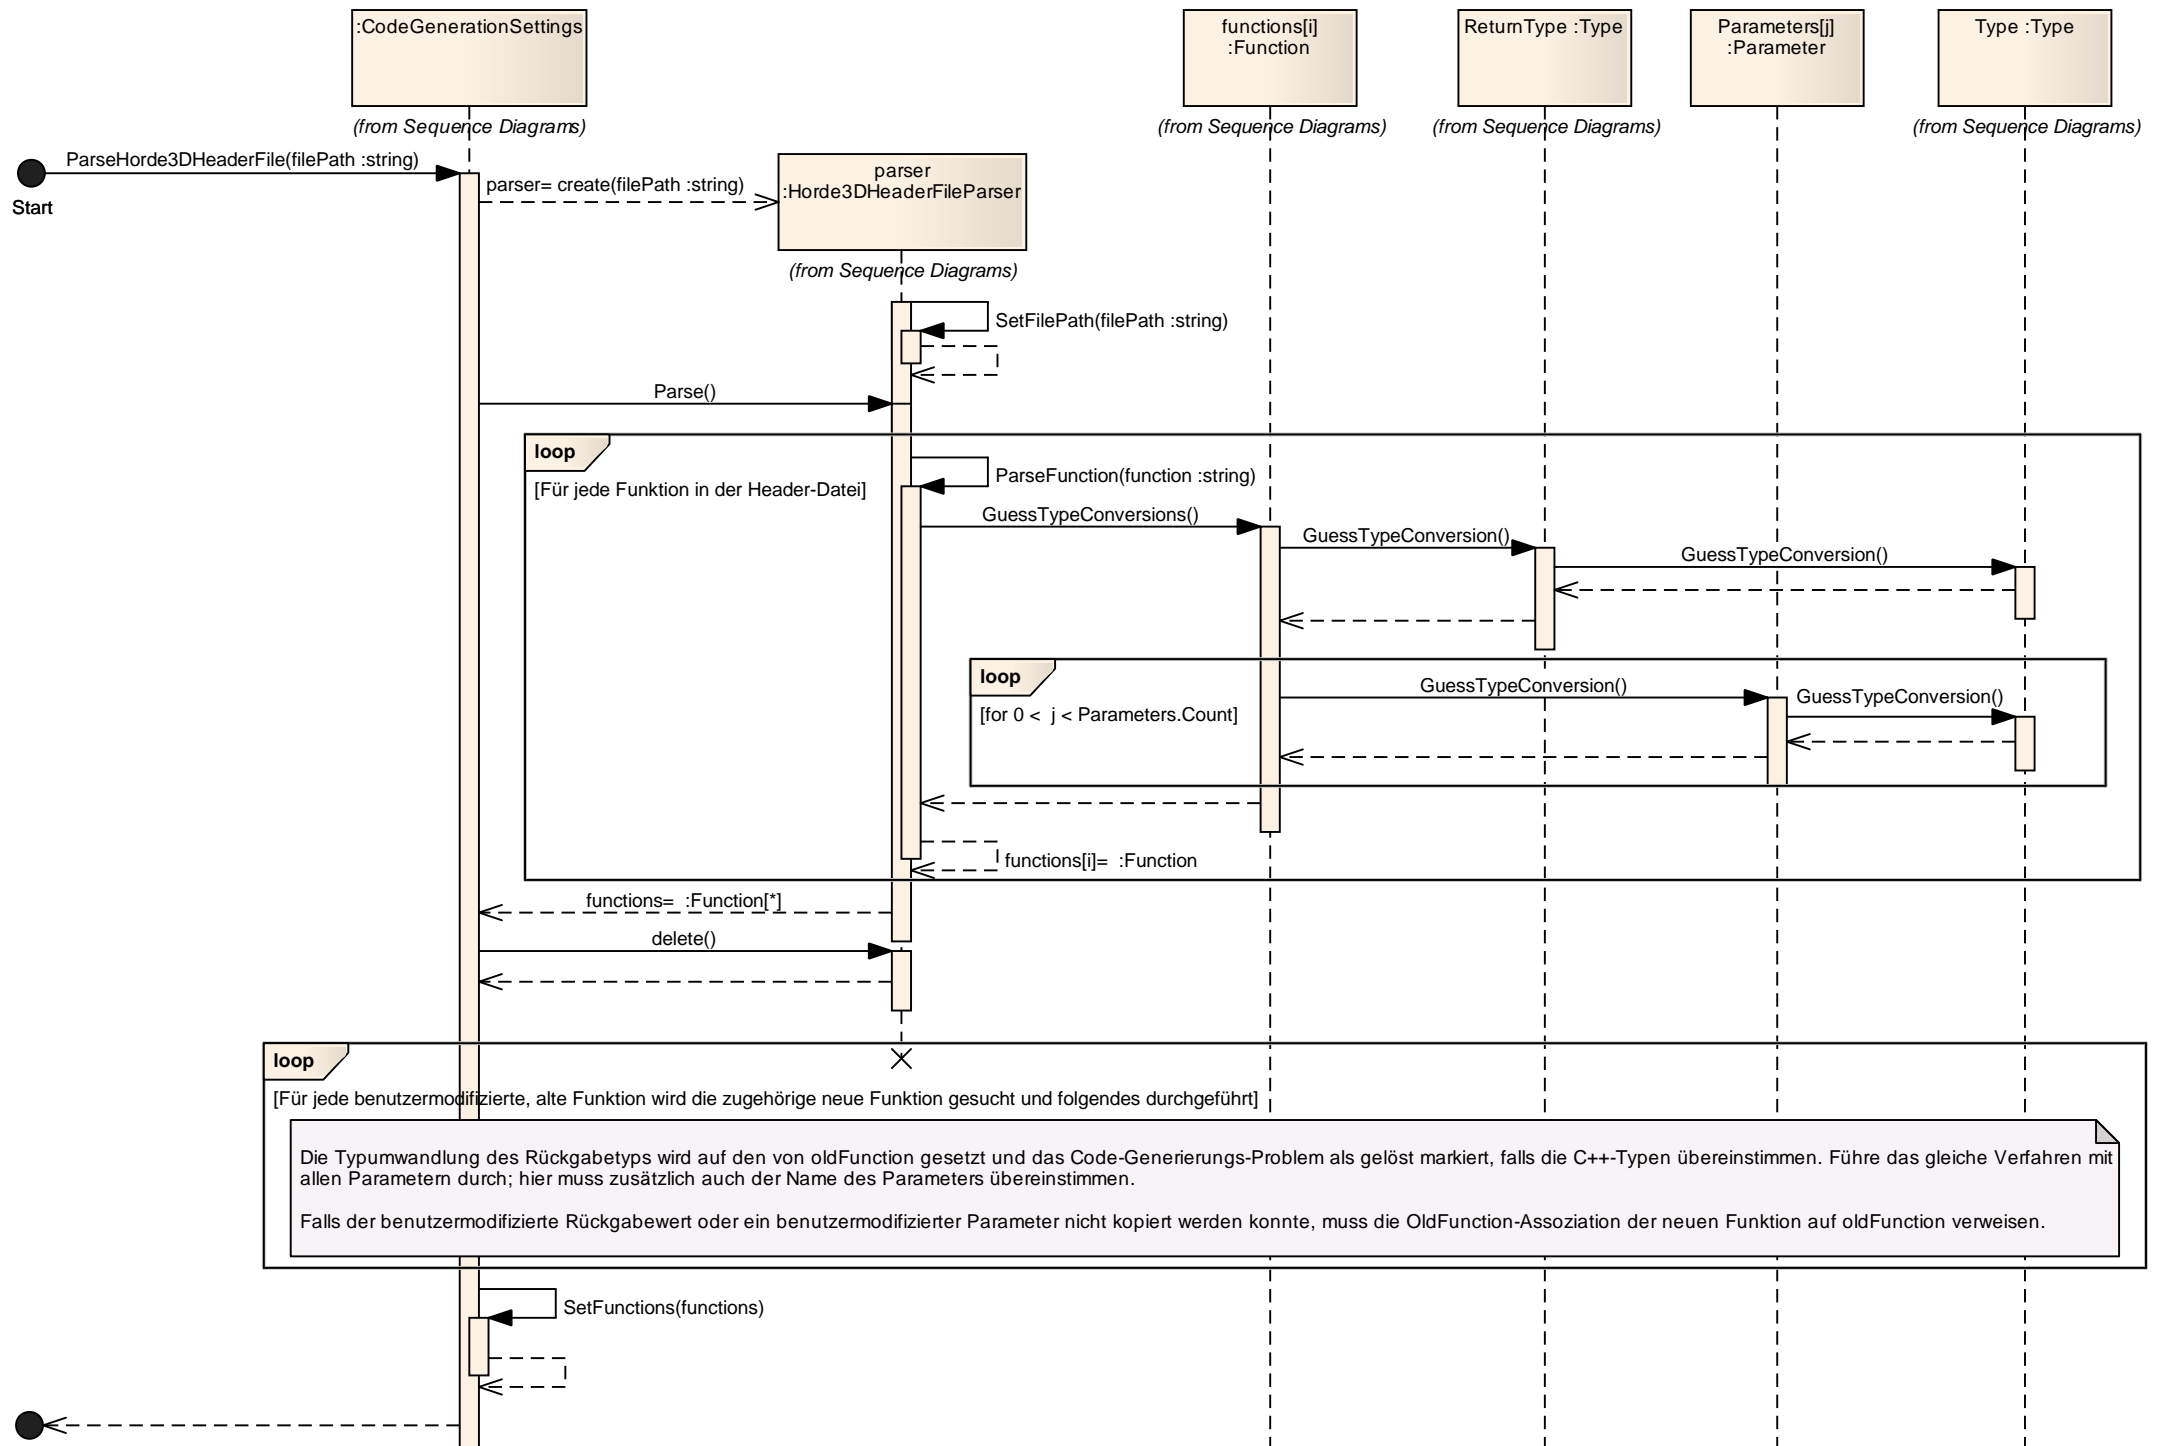 :CodeGenerationSettings
functions[i]
:Function
ReturnType :Type
Parameters[j]
:Parameter
Type :Type
(from Sequence Diagrams)
(from Sequence Diagrams)
(from Sequence Diagrams)
(from Sequence Diagrams)
(from Sequence Diagrams)
ParseHorde3DHeaderFile(filePath :string)
Start
parser= create(filePath :string)
parser
:Horde3DHeaderFileParser
(from Sequence Diagrams)
SetFilePath(filePath :string)
Parse()
loop
[Für jede Funktion in der Header-Datei]
ParseFunction(function :string)
GuessTypeConversions()
GuessTypeConversion()
GuessTypeConversion()
loop
[for 0 <  j < Parameters.Count]
GuessTypeConversion()
GuessTypeConversion()
functions[i]=  :Function
functions=  :Function[*]
delete()
loop
[Für jede benutzermodifizierte, alte Funktion wird die zugehörige neue Funktion gesucht und folgendes durchgeführt]
Die Typumwandlung des Rückgabetyps wird auf den von oldFunction gesetzt und das Code-Generierungs-Problem als gelöst markiert, falls die C++-Typen übereinstimmen. Führe das gleiche Verfahren mit
allen Parametern durch; hier muss zusätzlich auch der Name des Parameters übereinstimmen.
Falls der benutzermodifizierte Rückgabewert oder ein benutzermodifizierter Parameter nicht kopiert werden konnte, muss die OldFunction-Assoziation der neuen Funktion auf oldFunction verweisen.
SetFunctions(functions)